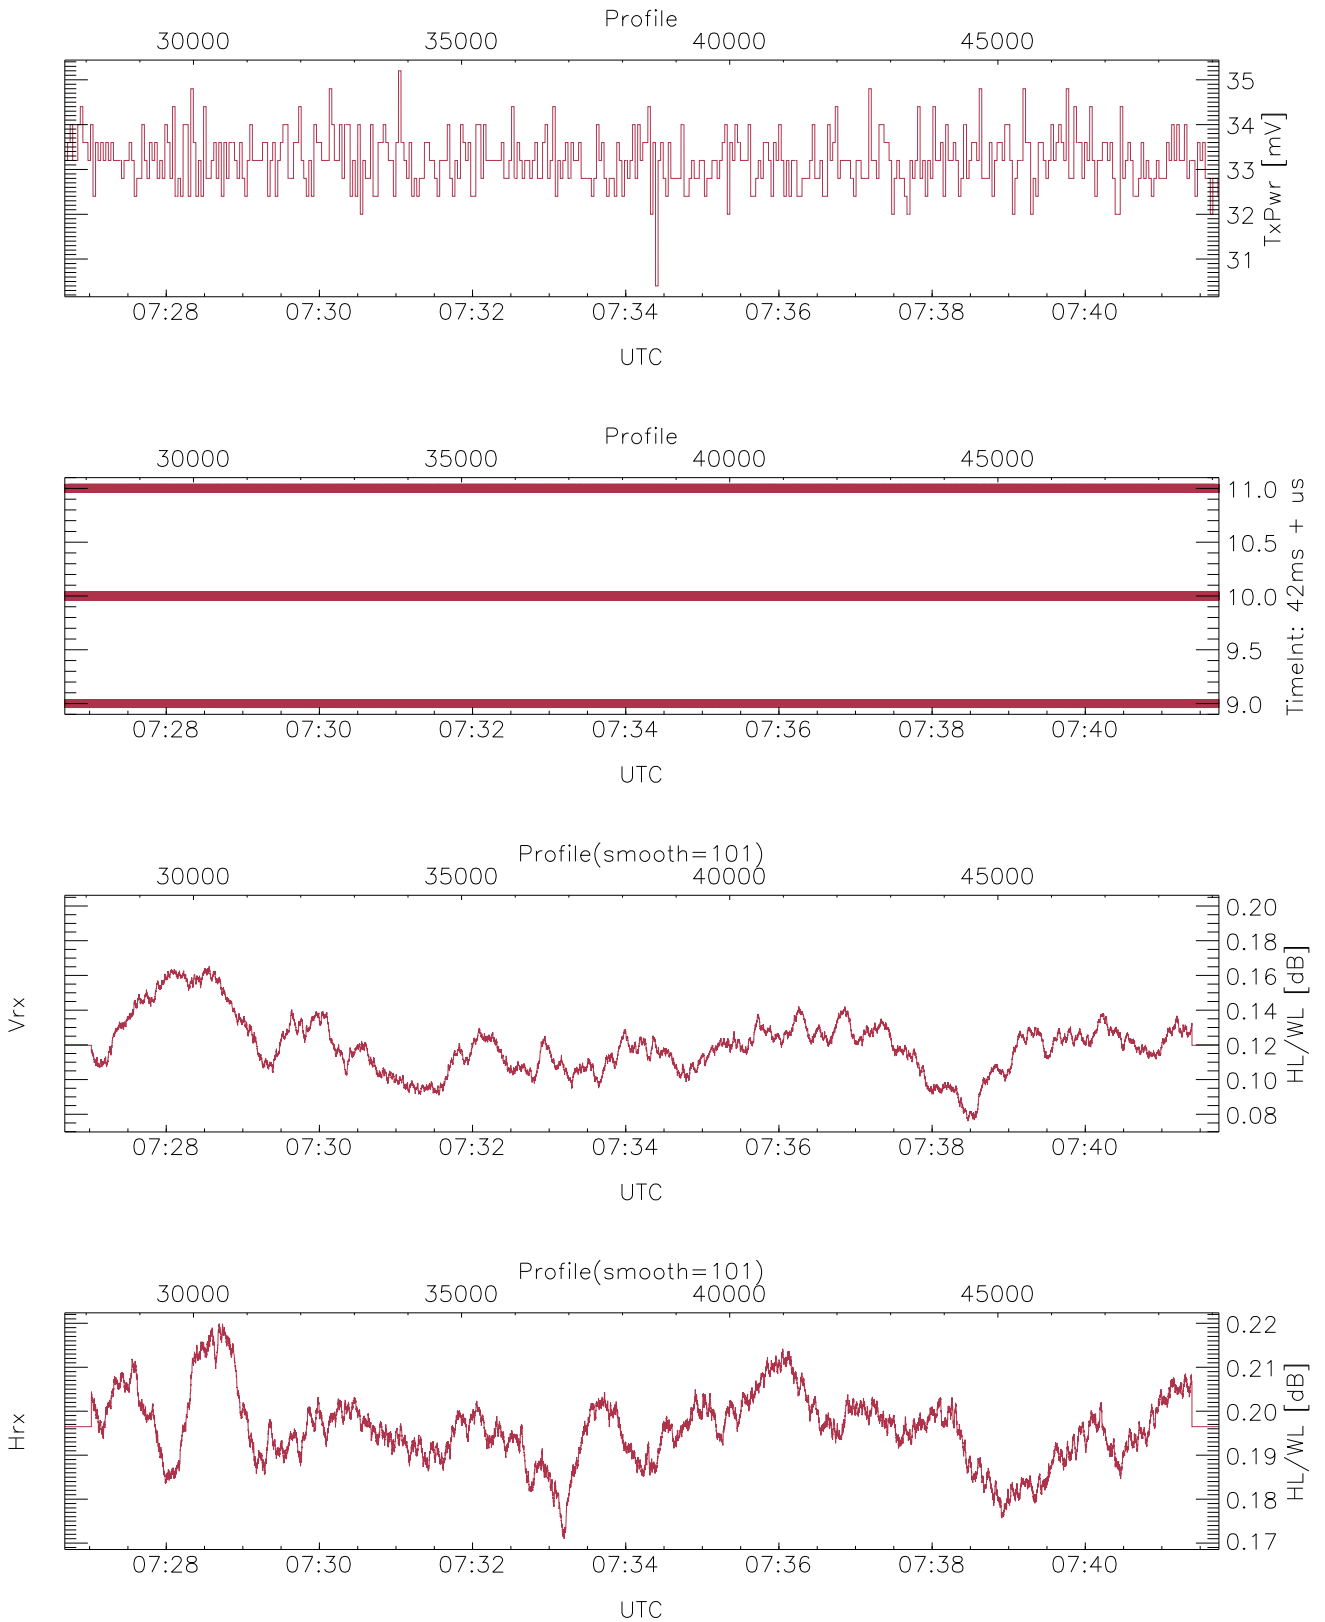 Profile
30000 35000 40000 45000
35
34
33
32
31
TxPwr [mV]
07:28 07:30 07:32 07:34 07:36 07:38 07:40
UTC
Profile
30000 35000 40000 45000
11.0
10.5
10.0
9.5
9.0
TimeInt: 42ms + us
07:28 07:30 07:32 07:34 07:36 07:38 07:40
UTC
Profile(smooth=101)
30000 35000 40000 45000
Vrx
0.20
0.18
0.16
0.14
0.12
0.10
0.08
HL/WL [dB]
07:28 07:30 07:32 07:34 07:36 07:38 07:40
UTC
Profile(smooth=101)
30000 35000 40000 45000
Hrx
0.22
0.21
0.20
0.19
0.18
0.17
HL/WL [dB]
07:28 07:30 07:32 07:34 07:36 07:38 07:40
UTC